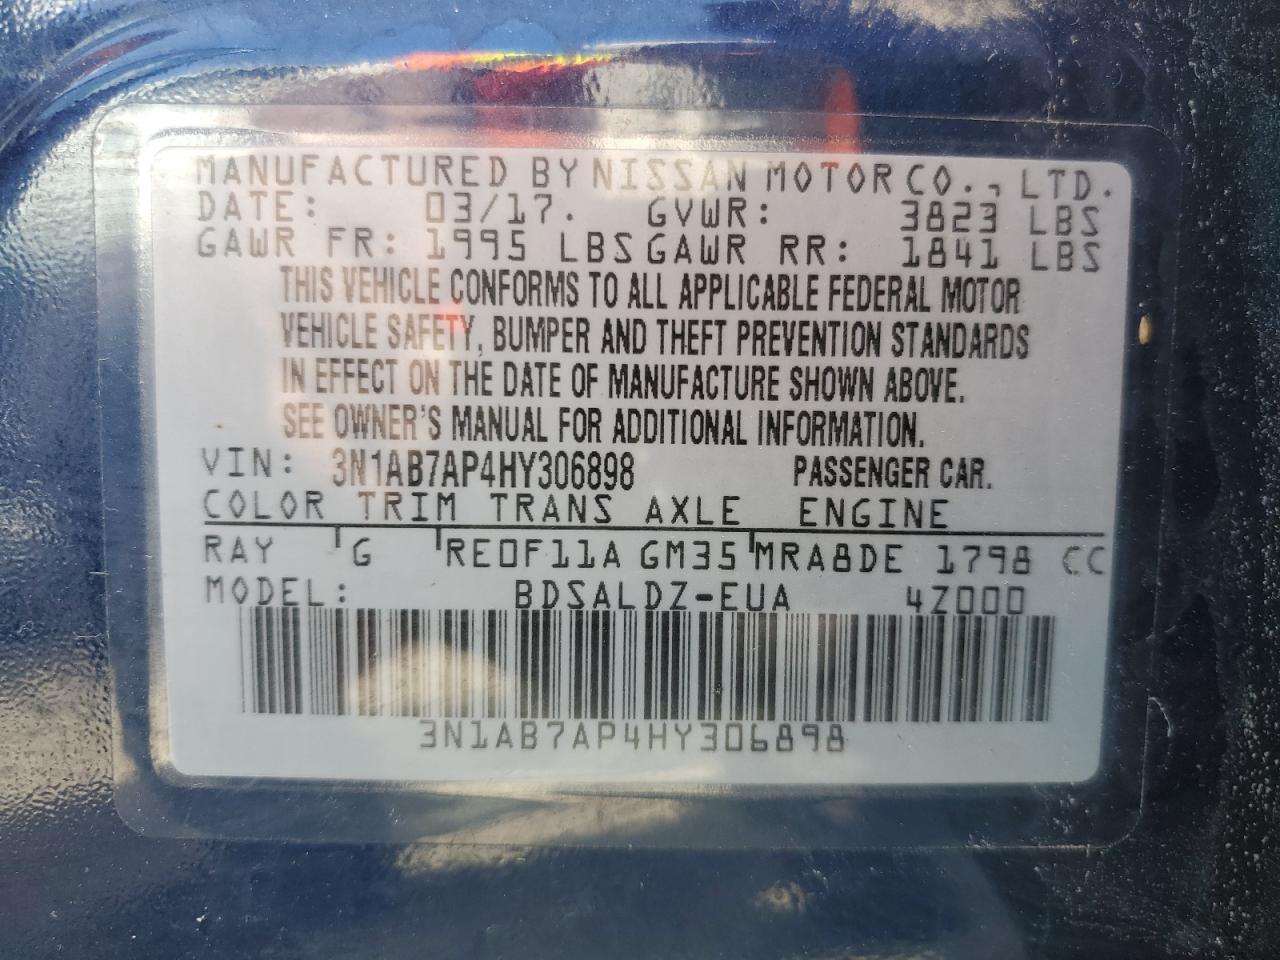 MANUFACTURED BY NISSAN MOTOR CO., LTD.
DATE: 03/17. GVWR: 3823 LBS
GAWR FR: 1995 LBS GAWR RR: 1841 LBS
THIS VEHICLE CONFORMS TO ALL APPLICABLE FEDERAL MOTOR
VEHICLE SAFETY, BUMPER AND THEFT PREVENTION STANDARDS
IN EFFECT ON THE DATE OF MANUFACTURE SHOWN ABOVE.
SEE OWNER'S MANUAL FOR ADDITIONAL INFORMATION.
VIN: 3N1AB7AP4HY306898 PASSENGER CAR.
COLOR TRIM TRANS AXLE ENGINE
RAY G RE0F11A GM35 MRA8DE 1798 CC
MODEL: BDSALDZ-EUA 4Z000
3N1AB7AP4HY306898